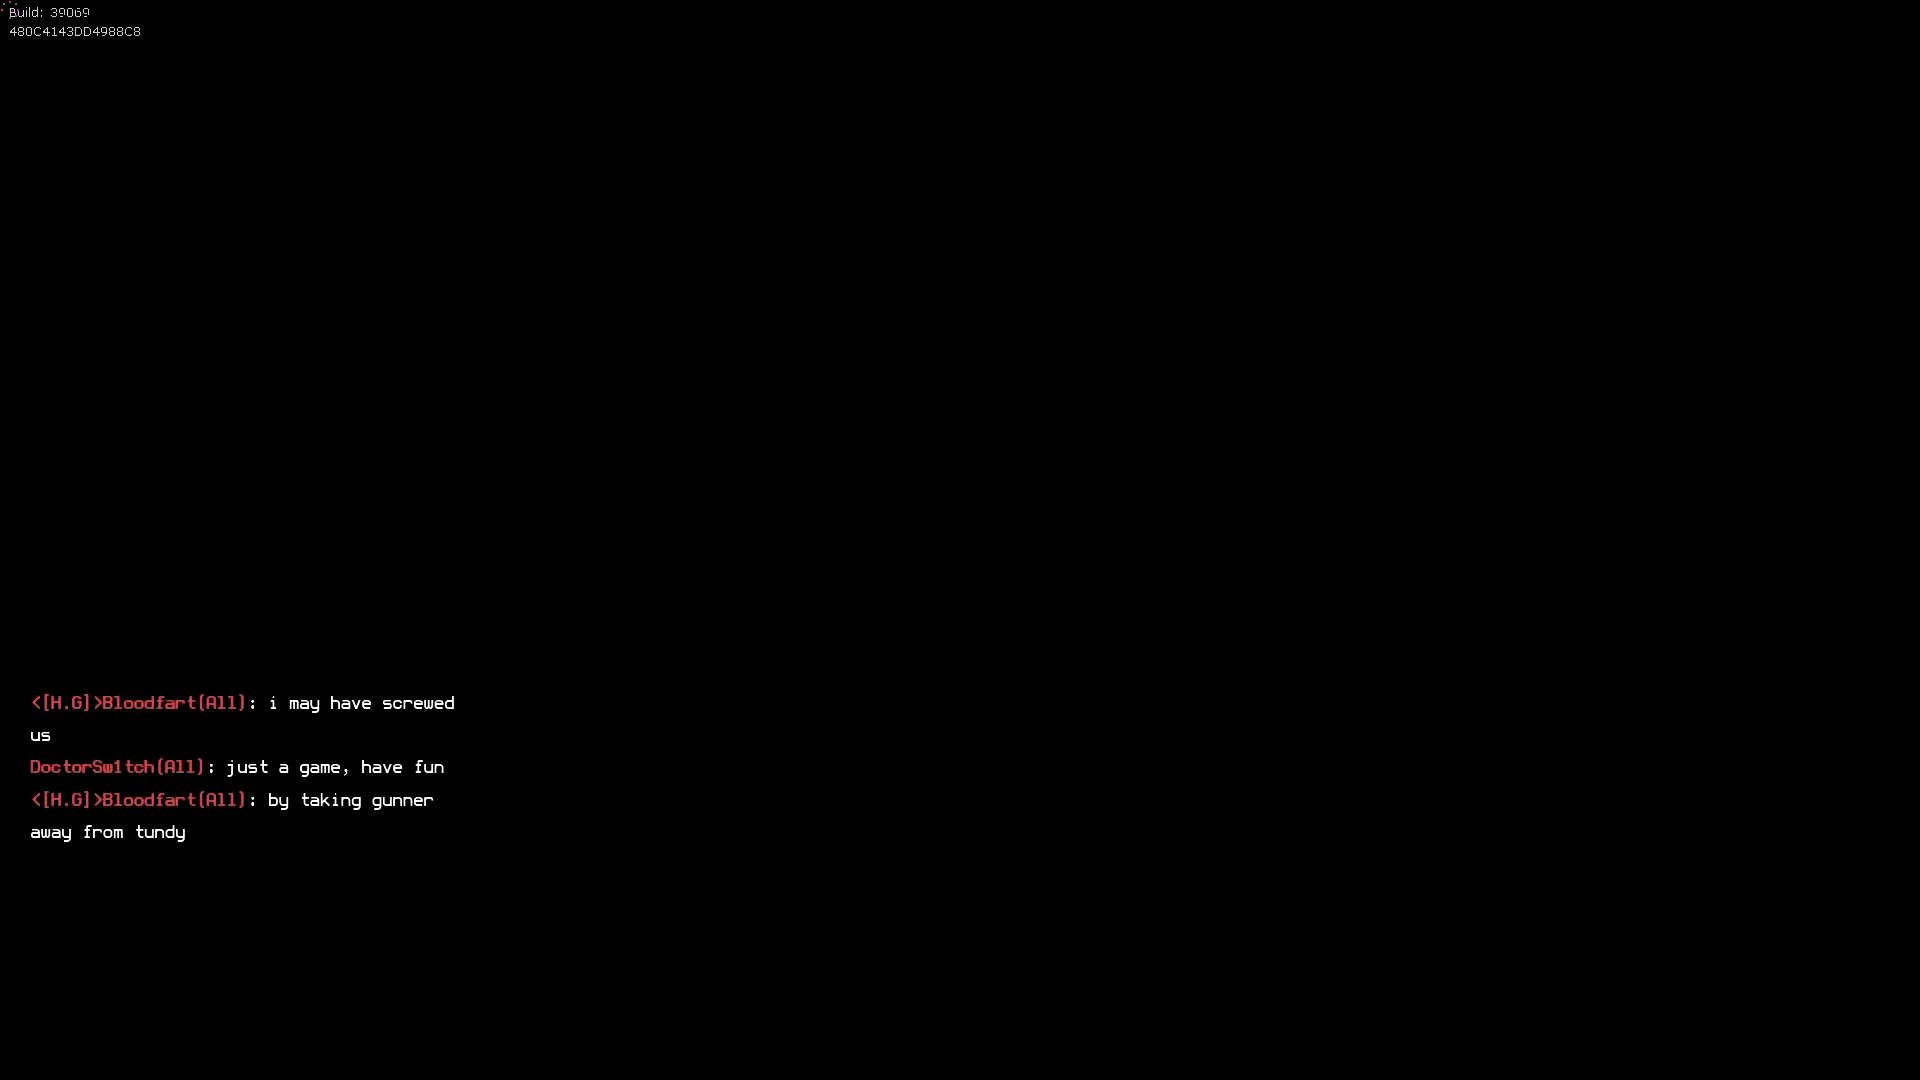 Build: 39069
480C4143DD4988C8
<[H.G]>Bloodfart(All): i may have screwed
us
DoctorSw1tch(All): just a game, have fun
<[H.G]>Bloodfart(All): by taking gunner
away from tundy